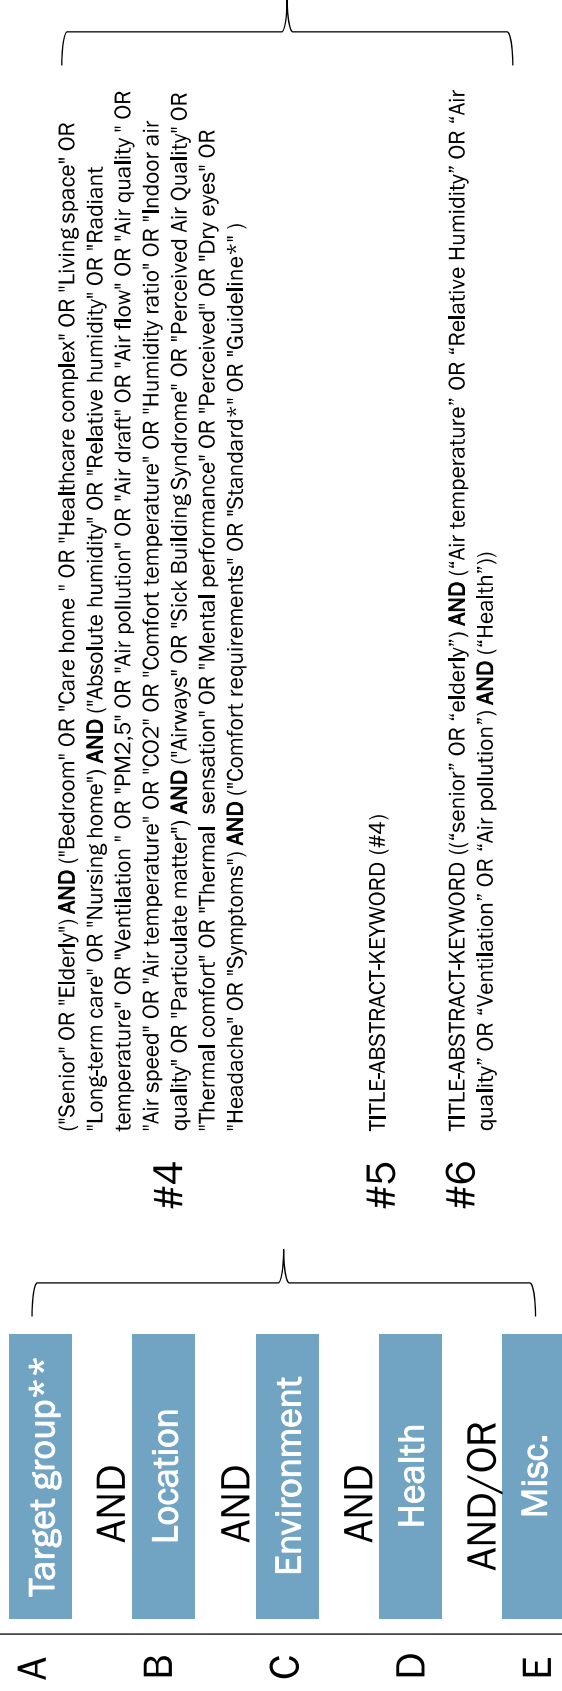 A
Target group**
AND
B
Location
AND
C
Environment
AND
D
Health
AND/OR
E
Misc.
#4
("Senior" OR "Elderly") AND ("Bedroom" OR "Care home " OR "Healthcare complex" OR "Living space" OR
"Long-term care" OR "Nursing home") AND ("Absolute humidity" OR "Relative humidity" OR "Radiant
temperature" OR "Ventilation " OR "PM2,5" OR "Air pollution" OR "Air draft" OR "Air flow" OR "Air quality " OR
"Air speed" OR "Air temperature" OR "CO2" OR "Comfort temperature" OR "Humidity ratio" OR "Indoor air
quality" OR "Particulate matter") AND ("Airways" OR "Sick Building Syndrome" OR "Perceived Air Quality" OR
"Thermal comfort" OR "Thermal  sensation" OR "Mental performance" OR "Perceived" OR "Dry eyes" OR
"Headache" OR "Symptoms") AND ("Comfort requirements" OR "Standard*" OR "Guideline*" )
#5
TITLE-ABSTRACT-KEYWORD (#4)
#6
TITLE-ABSTRACT-KEYWORD ((“senior” OR “elderly”) AND (“Air temperature” OR “Relative Humidity” OR “Air
quality” OR “Ventilation” OR “Air pollution”) AND (“Health”))